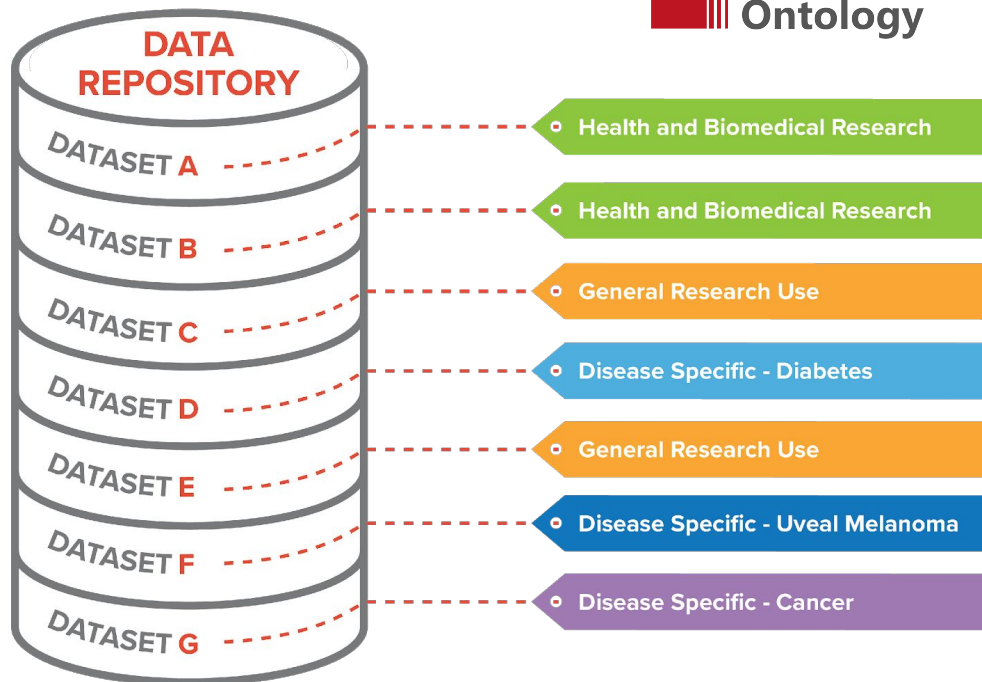 Ontology
DATA
REPOSITORY
DATASET A
Health and Biomedical Research
DATASET B
Health and Biomedical Research
DATASET C
General Research Use
DATASET D
Disease Specific - Diabetes
DATASET E
General Research Use
DATASET F
Disease Specific - Uveal Melanoma
DATASET G
Disease Specific - Cancer